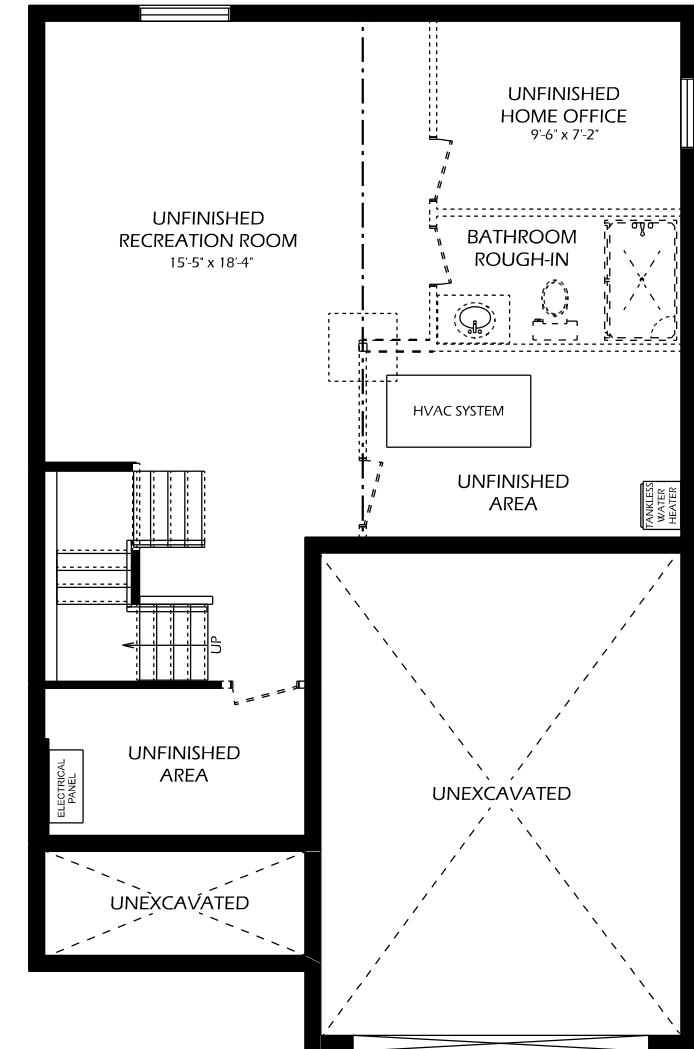 UNFINISHED
HOME OFFICE
9'-6" x 7'-2"
UNFINISHED
RECREATION ROOM
15'-5" x 18'-4"
BATHROOM
ROUGH-IN
HVAC SYSTEM
UNFINISHED
AREA
TANKLESS
WATER
HEATER
UP
UNFINISHED
AREA
ELECTRICAL
PANEL
UNEXCAVATED
UNEXCAVATED